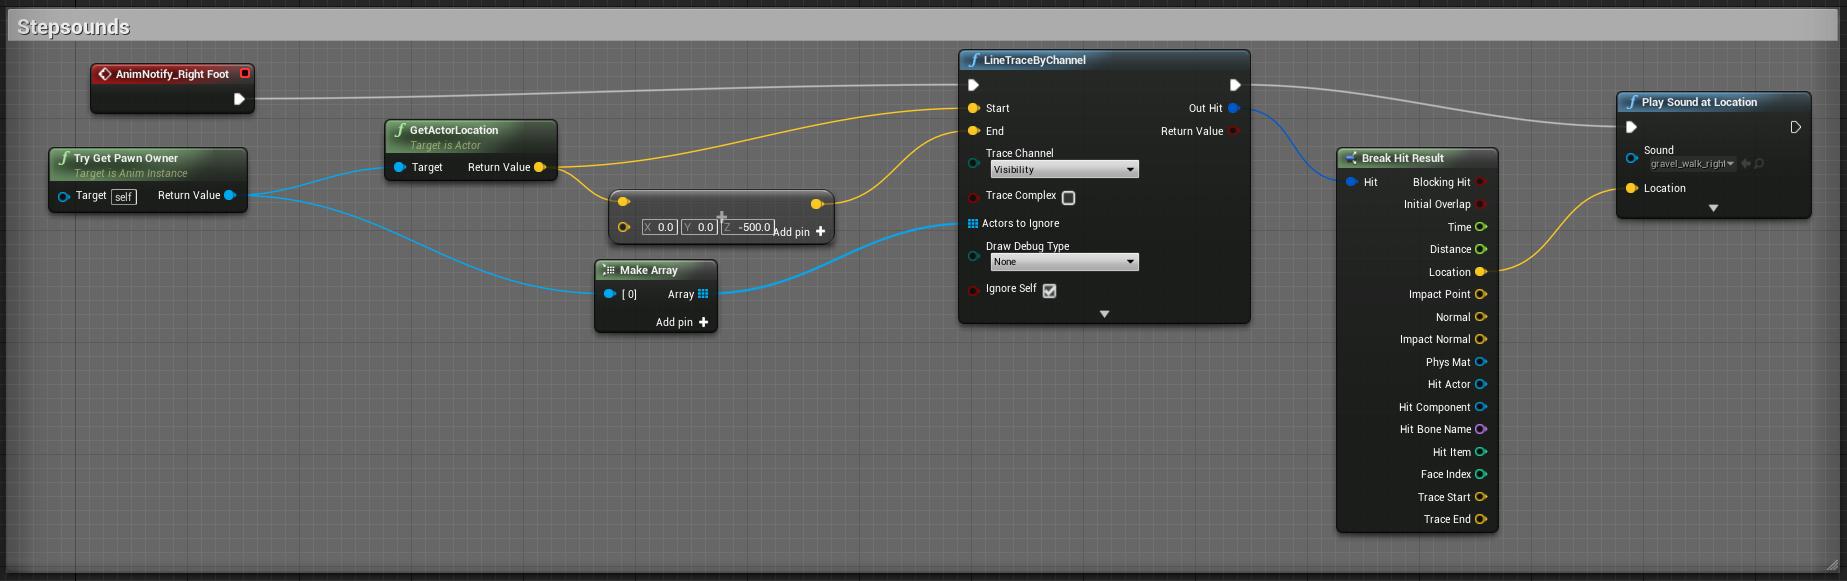 Stepsounds
AnimNotify_Right Foot
Try Get Pawn Owner
Target is Anim Instance
Target self Return Value
GetActorLocation
Target is Actor
Target Return Value
X 0.0 Y 0.0 Z -500.0
Add pin +
Make Array
[ 0] Array
Add pin +
LineTraceByChannel
Start Out Hit
End Return Value
Trace Channel
Visibility
Trace Complex
Actors to Ignore
Draw Debug Type
None
Ignore Self
Break Hit Result
Hit Blocking Hit
Initial Overlap
Time
Distance
Location
Impact Point
Normal
Impact Normal
Phys Mat
Hit Actor
Hit Component
Hit Bone Name
Hit Item
Face Index
Trace Start
Trace End
Play Sound at Location
Sound
gravel_walk_right
Location